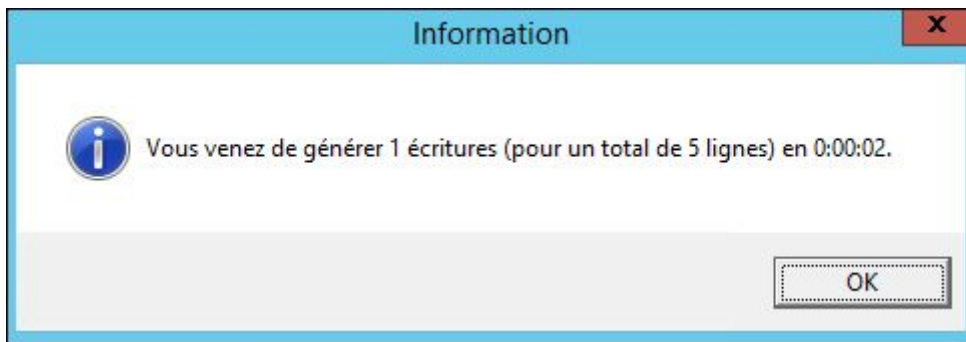 Information
x
Vous venez de générer 1 écritures (pour un total de 5 lignes) en 0:00:02.
OK